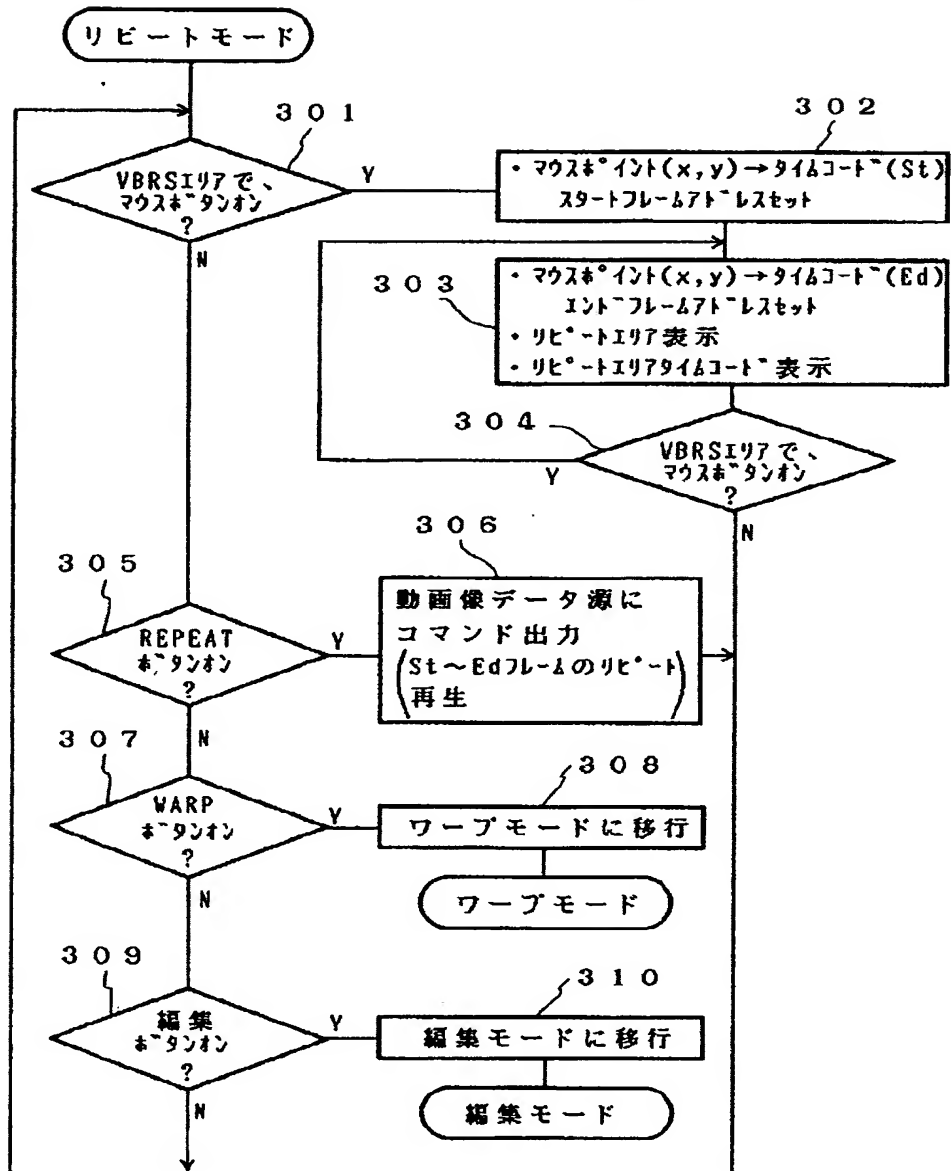 リピートモード
301
VBRSエリアで、
マウスボタンオン
?
Y
N
302
・マウスポイント(x,y)→タイムコード(St)
スタートフレームアドレスセット
303
・マウスポイント(x,y)→タイムコード(Ed)
エンドフレームアドレスセット
・リピートエリア表示
・リピートエリアタイムコード表示
304
VBRSエリアで、
マウスボタンオン
?
Y
N
305
REPEAT
ボタンオン
?
Y
N
306
動画像データ源に
コマンド出力
(St～Edフレームのリピート
再生)
307
WARP
ボタンオン
?
Y
N
308
ワープモードに移行
ワープモード
309
編集
ボタンオン
?
Y
N
310
編集モードに移行
編集モード